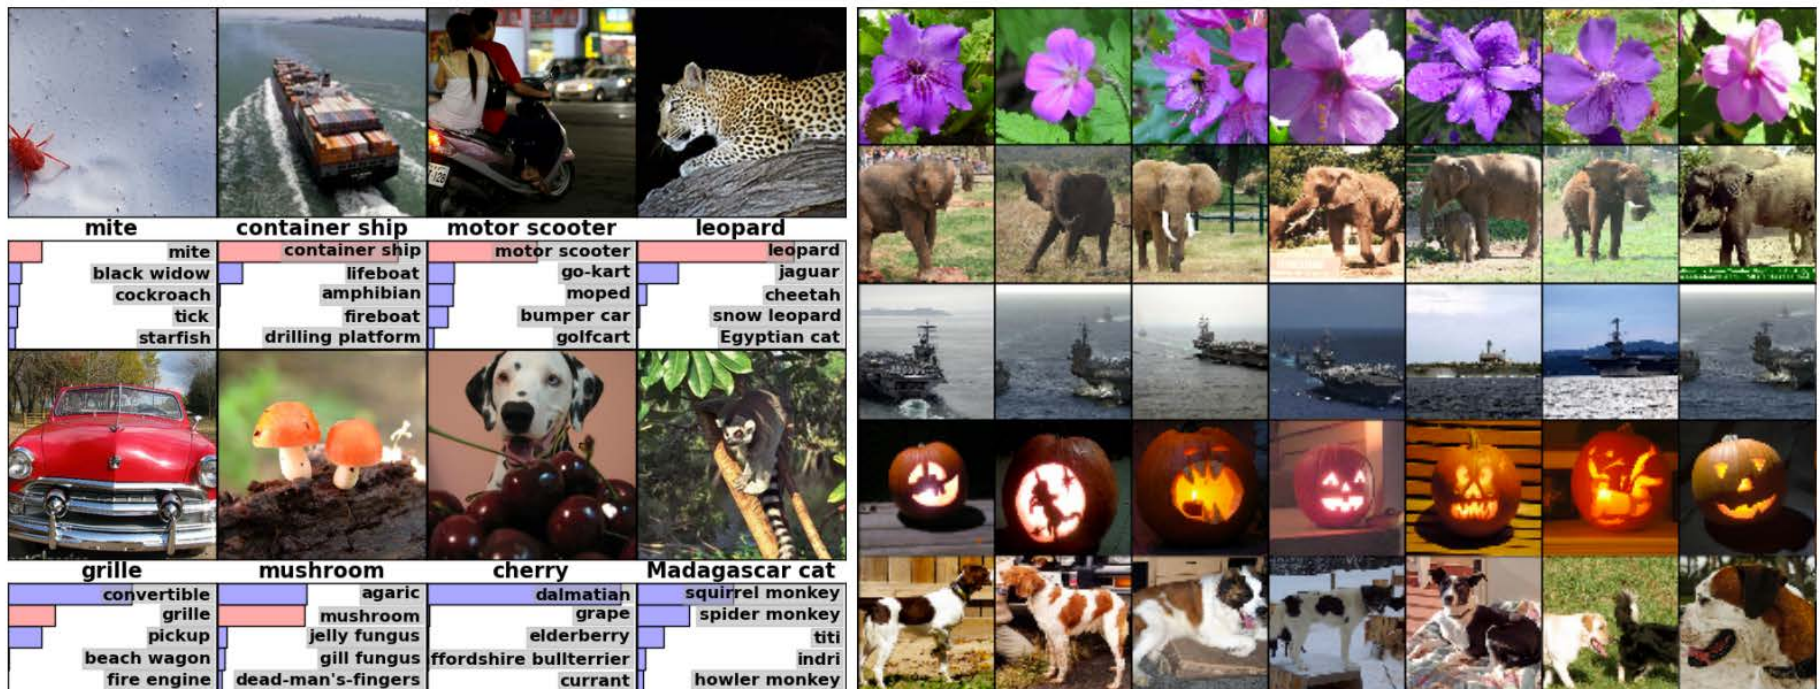 mite
container ship
motor scooter
leopard
mite
black widow
cockroach
tick
starfish
container ship
lifeboat
amphibian
fireboat
drilling platform
motor scooter
go-kart
moped
bumper car
golfcart
leopard
jaguar
cheetah
snow leopard
Egyptian cat
grille
mushroom
cherry
Madagascar cat
convertible
grille
pickup
beach wagon
fire engine
agaric
mushroom
jelly fungus
gill fungus
dead-man's-fingers
dalmatian
grape
elderberry
ffordshire bullterrier
currant
squirrel monkey
spider monkey
titi
indri
howler monkey